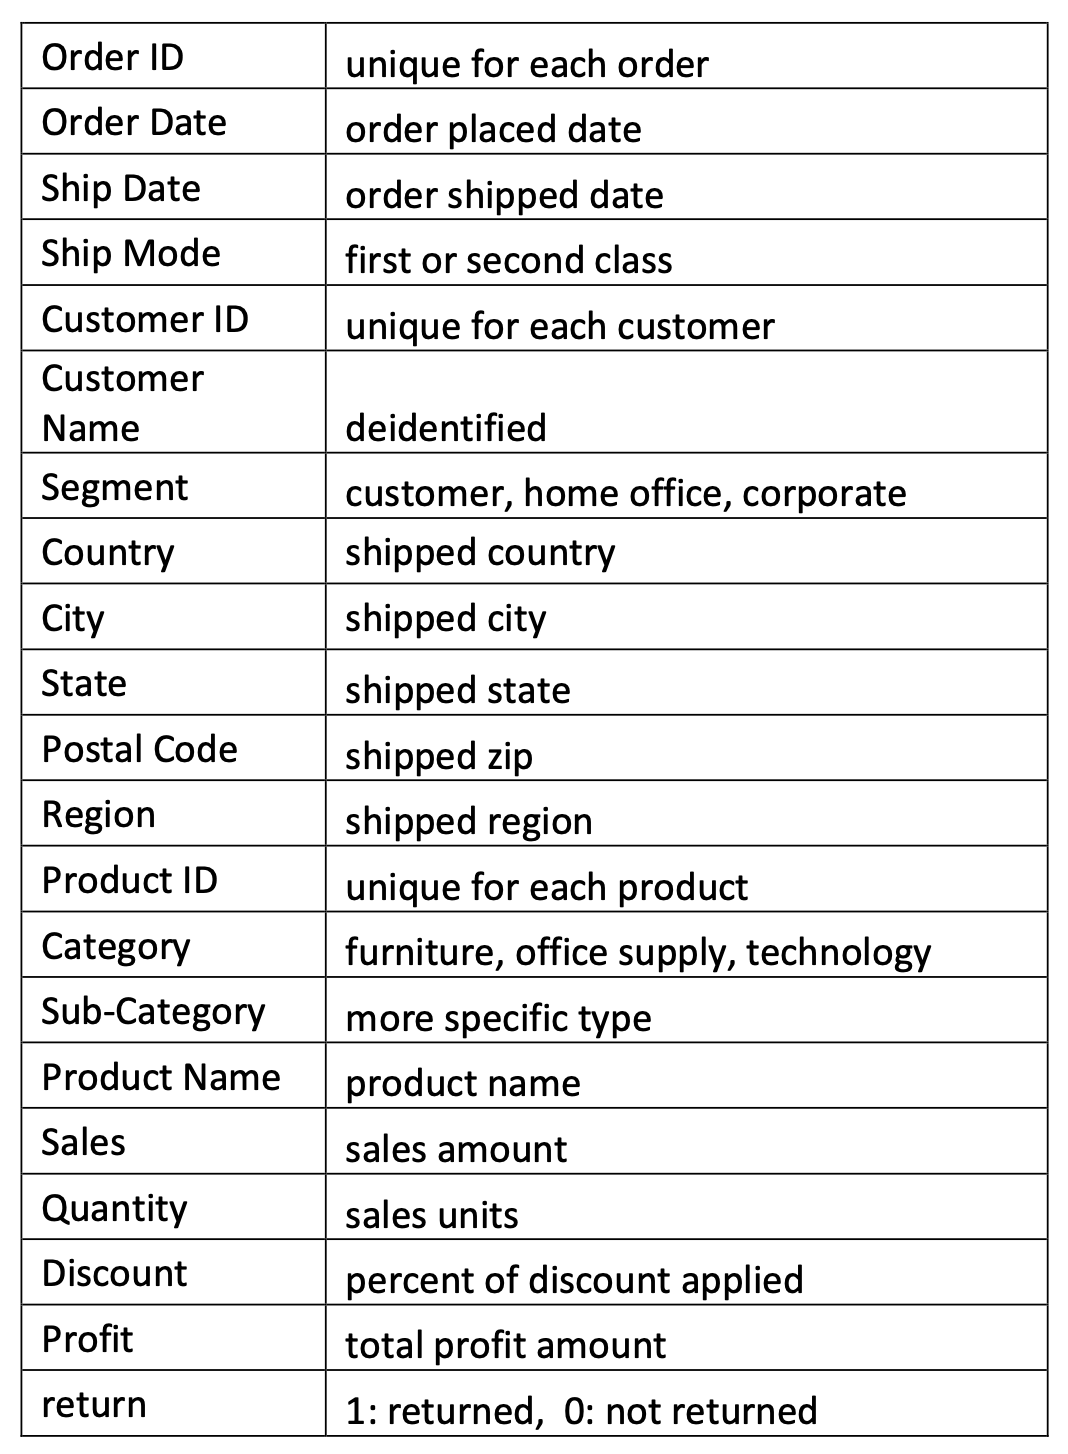 Order ID unique for each order
Order Date order placed date
Ship Date order shipped date
Ship Mode first or second class
Customer ID unique for each customer
Customer
Name deidentified
Segment customer, home office, corporate
Country shipped country
City shipped city
State shipped state
Postal Code shipped zip
Region shipped region
Product ID unique for each product
Category furniture, office supply, technology
Sub-Category more specific type
Product Name product name
Sales sales amount
Quantity sales units
Discount percent of discount applied
Profit total profit amount
return 1: returned, 0: not returned